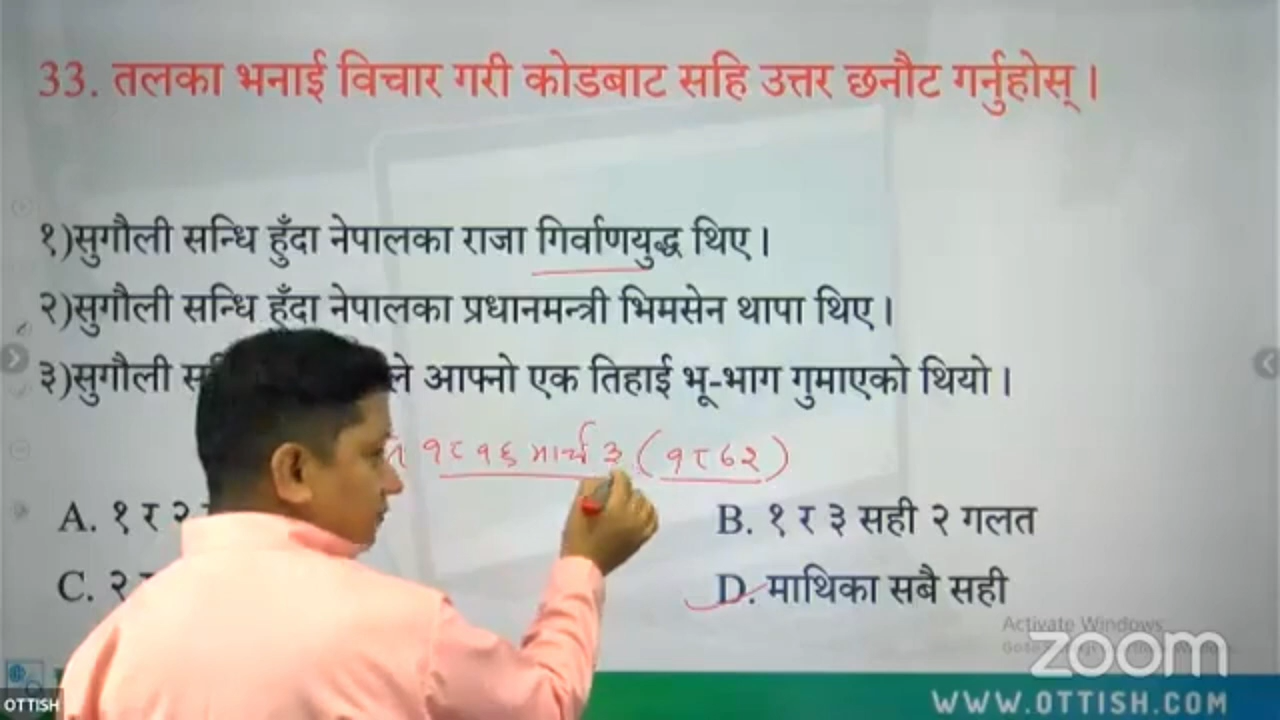 33. तलका भनाई विचार गरी कोडबाट सहि उत्तर छनौट गर्नुहोस् ।
१)सुगौली सन्धि हुँदा नेपालका राजा गिर्वाणयुद्ध थिए ।
२)सुगौली सन्धि हुँदा नेपालका प्रधानमन्त्री भिमसेन थापा थिए ।
३)सुगौली ले आफ्नो एक तिहाई भू-भाग गुमाएको थियो ।
१८१६ मार्च ३ (१८७२)
A. १ र २
B. १ र ३ सही २ गलत
C. २
D. माथिका सबै सही
Activate Windows
zoom
OTTISH
WWW.OTTISH.COM